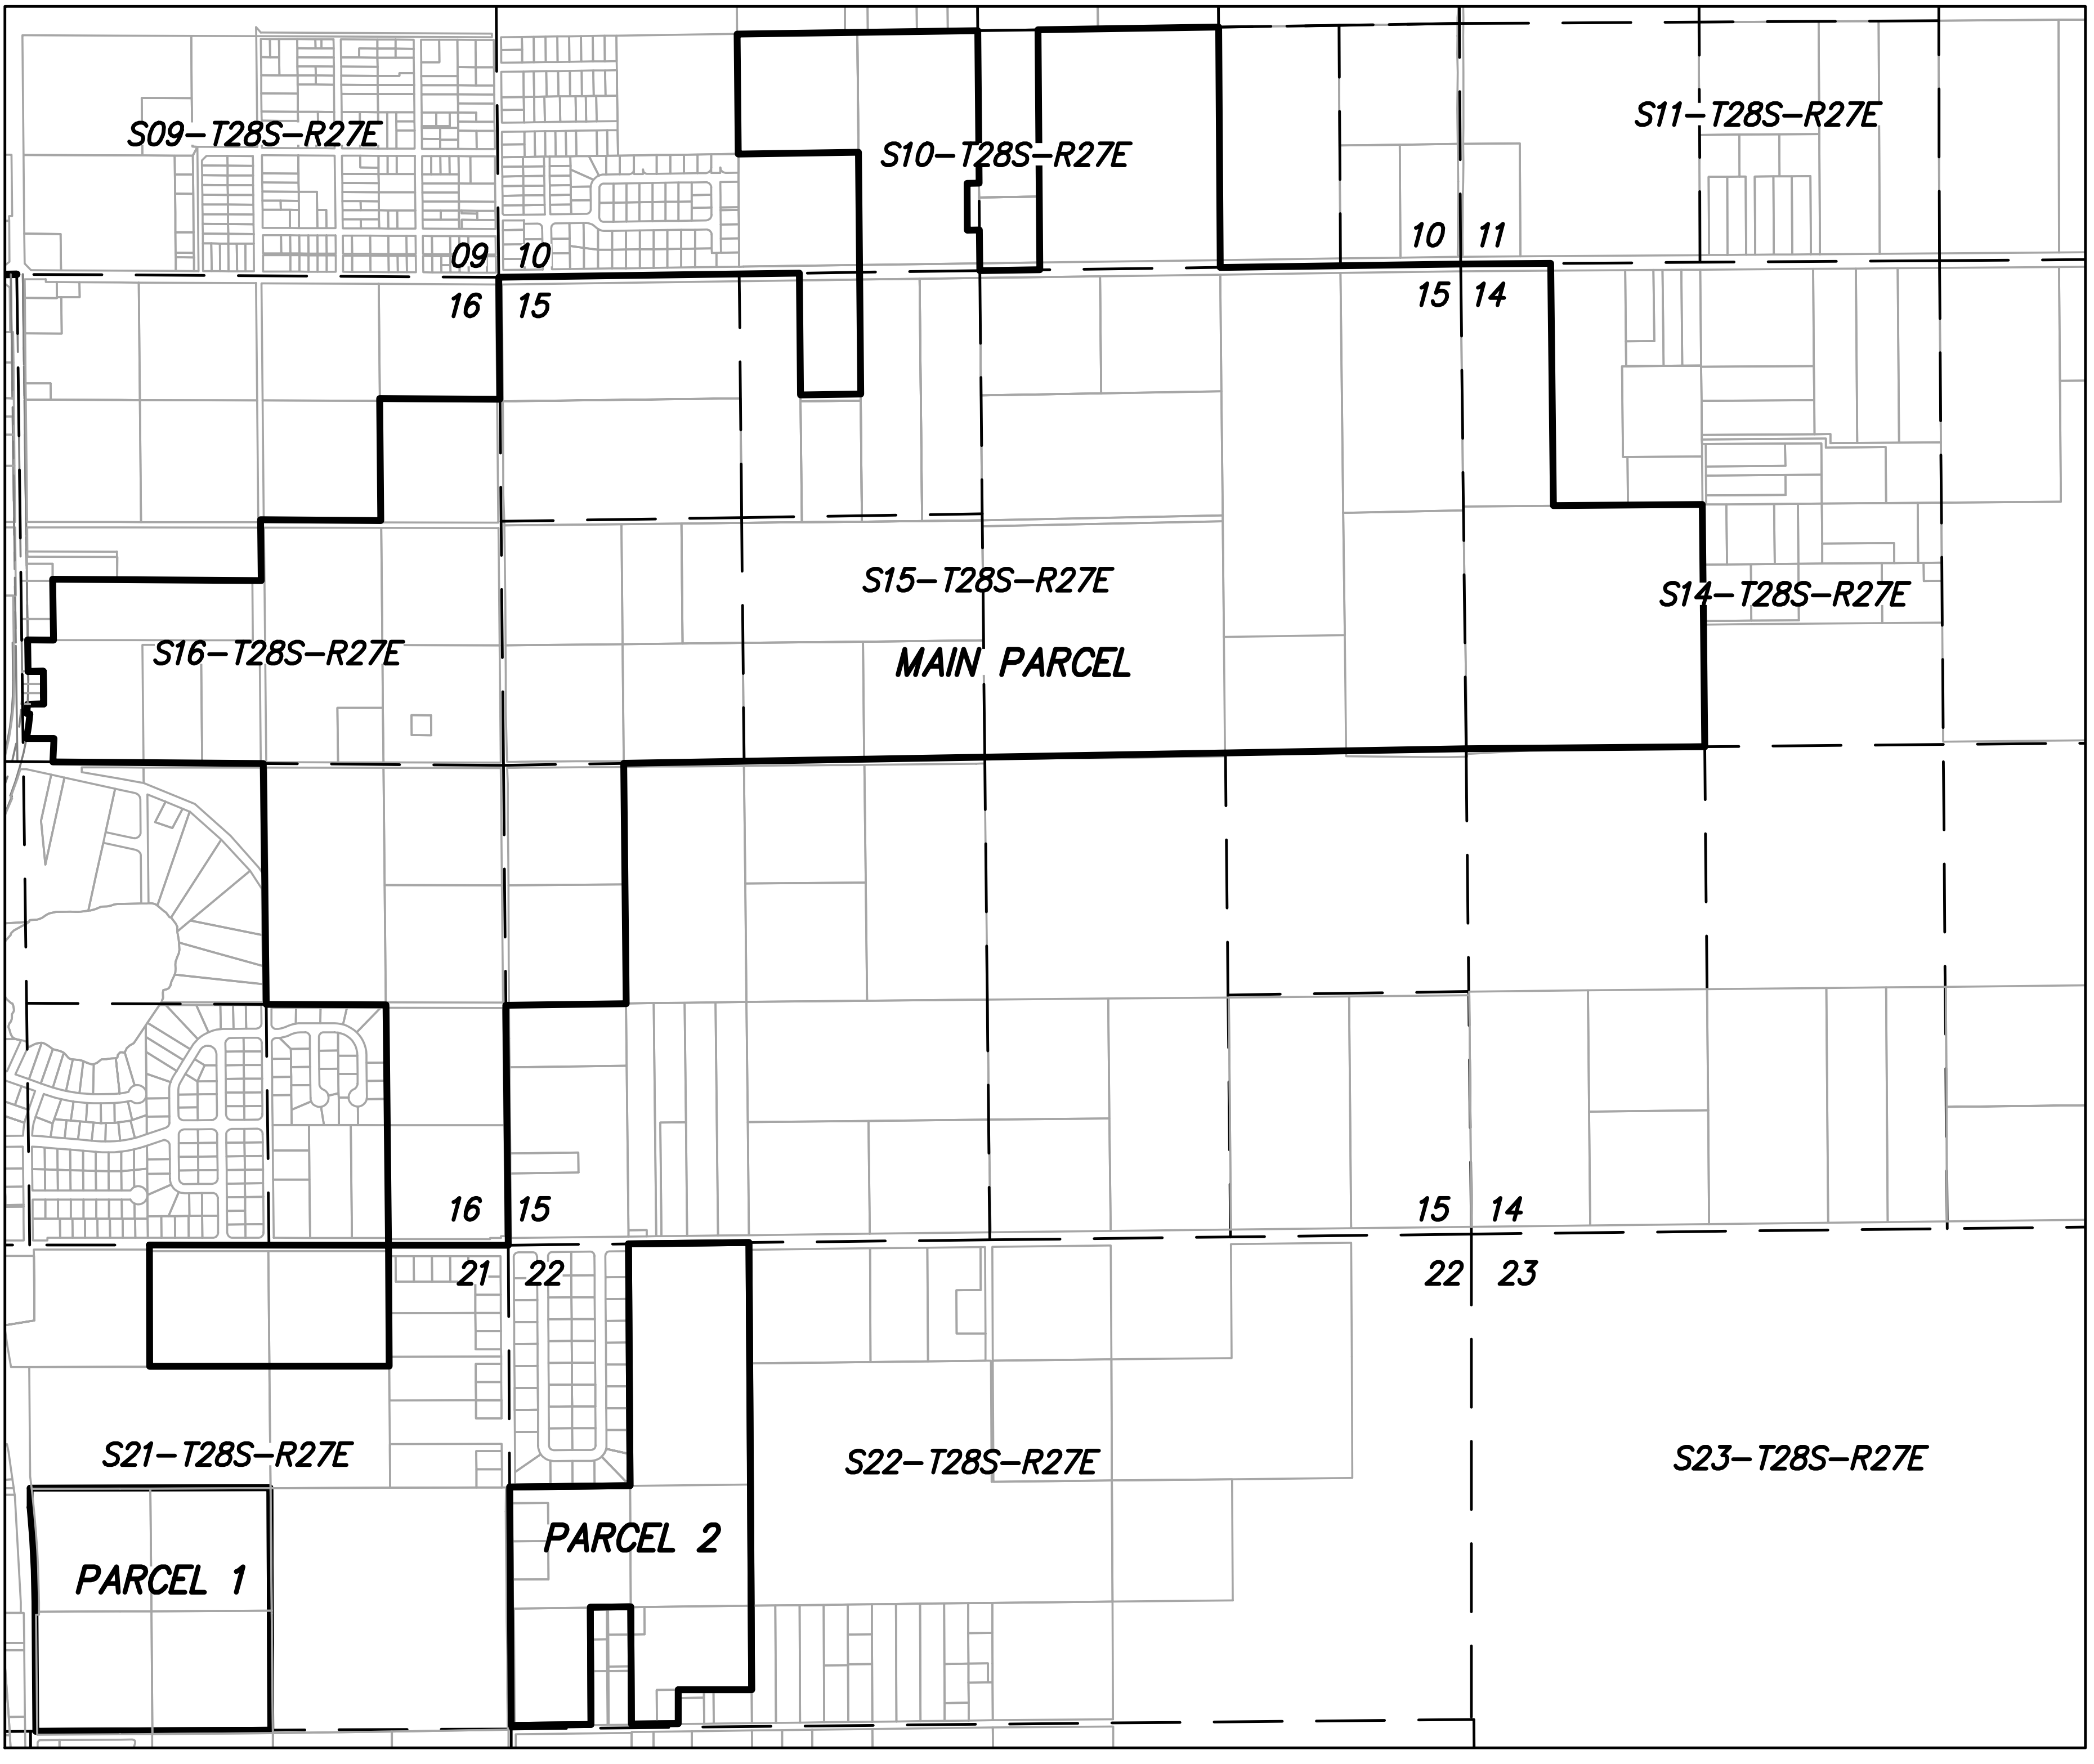 S09-T28S-R27E
S10-T28S-R27E
S11-T28S-R27E
09 10
10 11
16 15
15 14
S15-T28S-R27E
S14-T28S-R27E
S16-T28S-R27E
MAIN PARCEL
16 15
15 14
21 22
22 23
S21-T28S-R27E
S22-T28S-R27E
S23-T28S-R27E
PARCEL 2
PARCEL 1